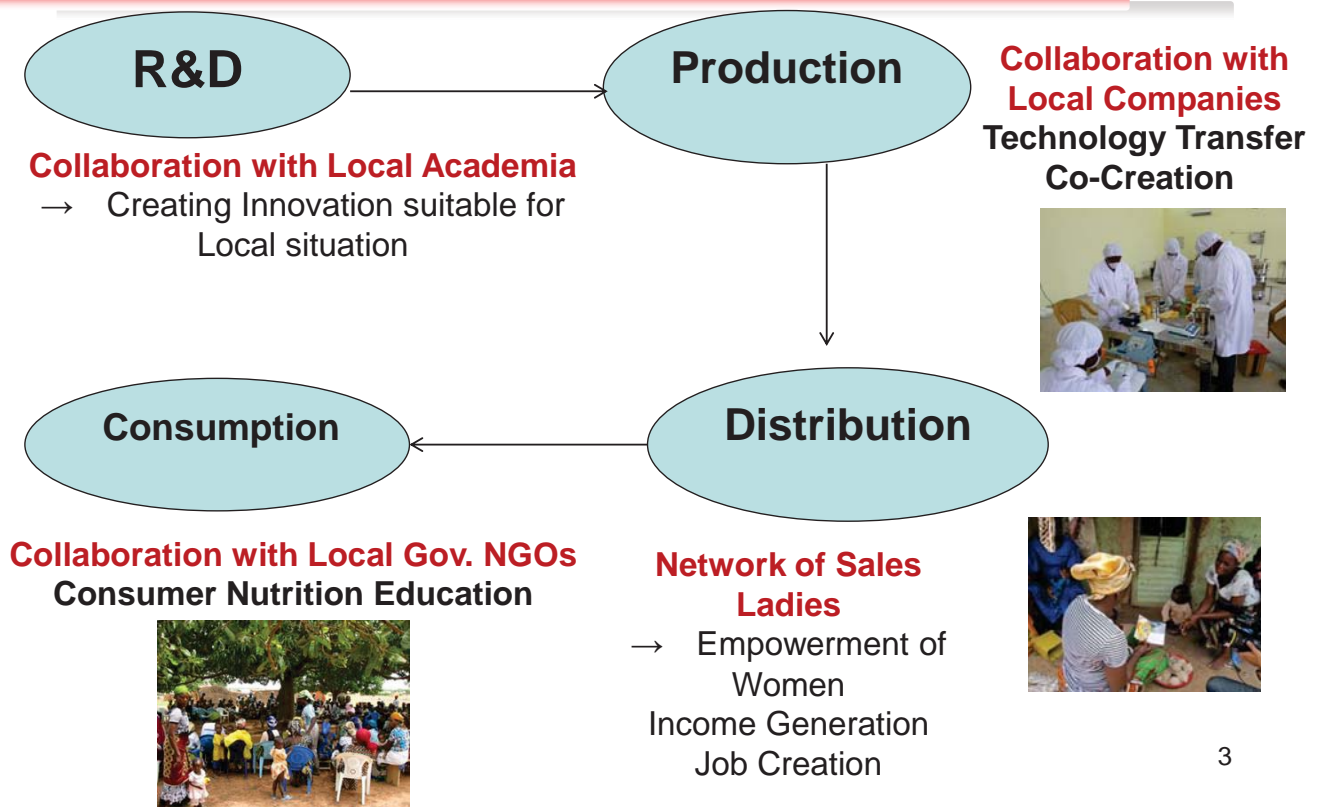 R&D
Collaboration with Local Academia
→ Creating Innovation suitable for
Local situation
Production
Collaboration with
Local Companies
Technology Transfer
Co-Creation
Distribution
Network of Sales
Ladies
→ Empowerment of
Women
Income Generation
Job Creation
Consumption
Collaboration with Local Gov. NGOs
Consumer Nutrition Education
3